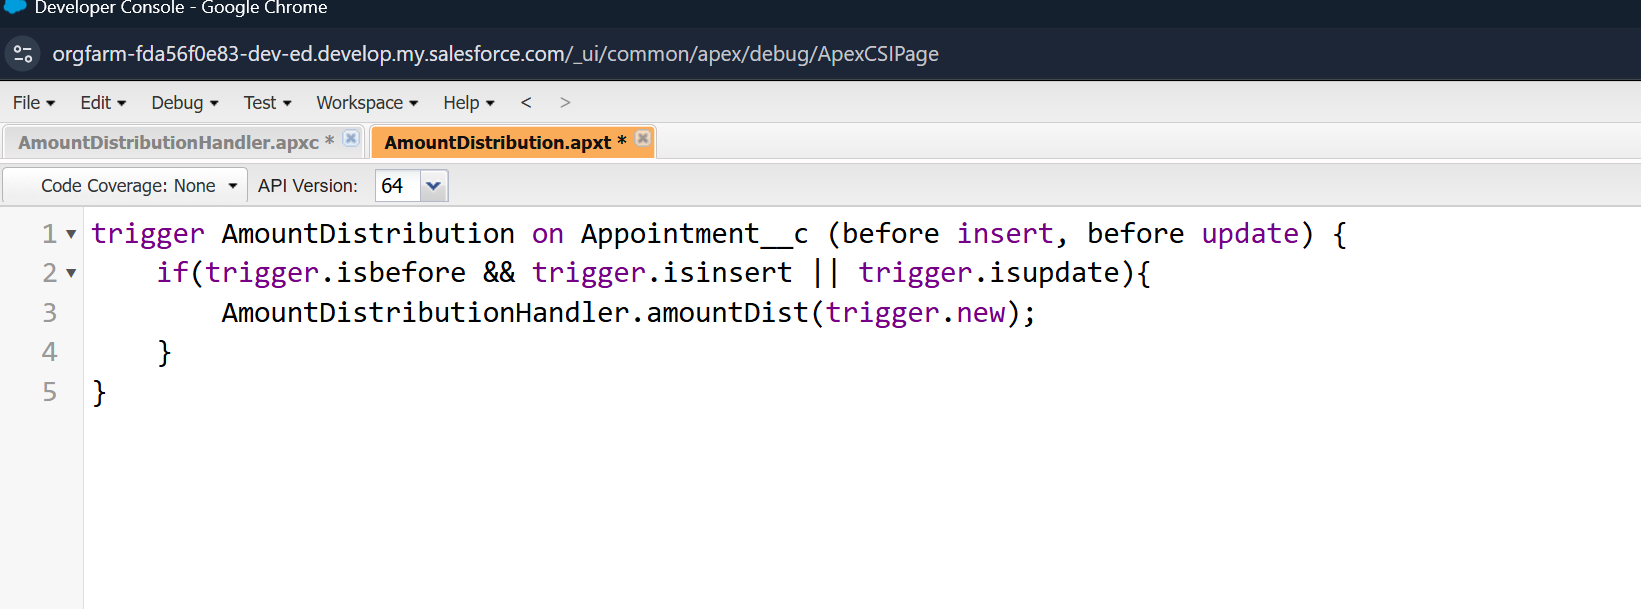 Developer Console - Google Chrome
orgfarm-fda56f0e83-dev-ed.develop.my.salesforce.com/_ui/common/apex/debug/ApexCSIPage
File Edit Debug Test Workspace Help < >
AmountDistributionHandler.apxc * AmountDistribution.apxt *
Code Coverage: None API Version: 64
1 trigger AmountDistribution on Appointment__c (before insert, before update) {
2 if(trigger.isbefore && trigger.isinsert || trigger.isupdate){
3 AmountDistributionHandler.amountDist(trigger.new);
4 }
5 }